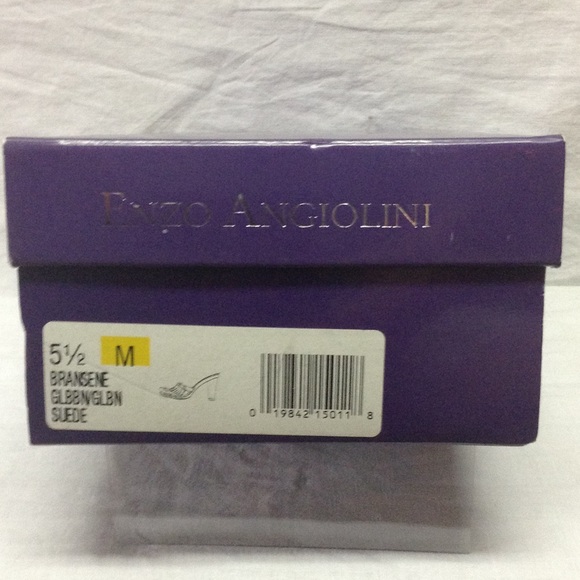 ENZO ANGIOLINI
5½ M
BRANSENE
GLBBN/GLBN
SUEDE
0 19842 15011 8